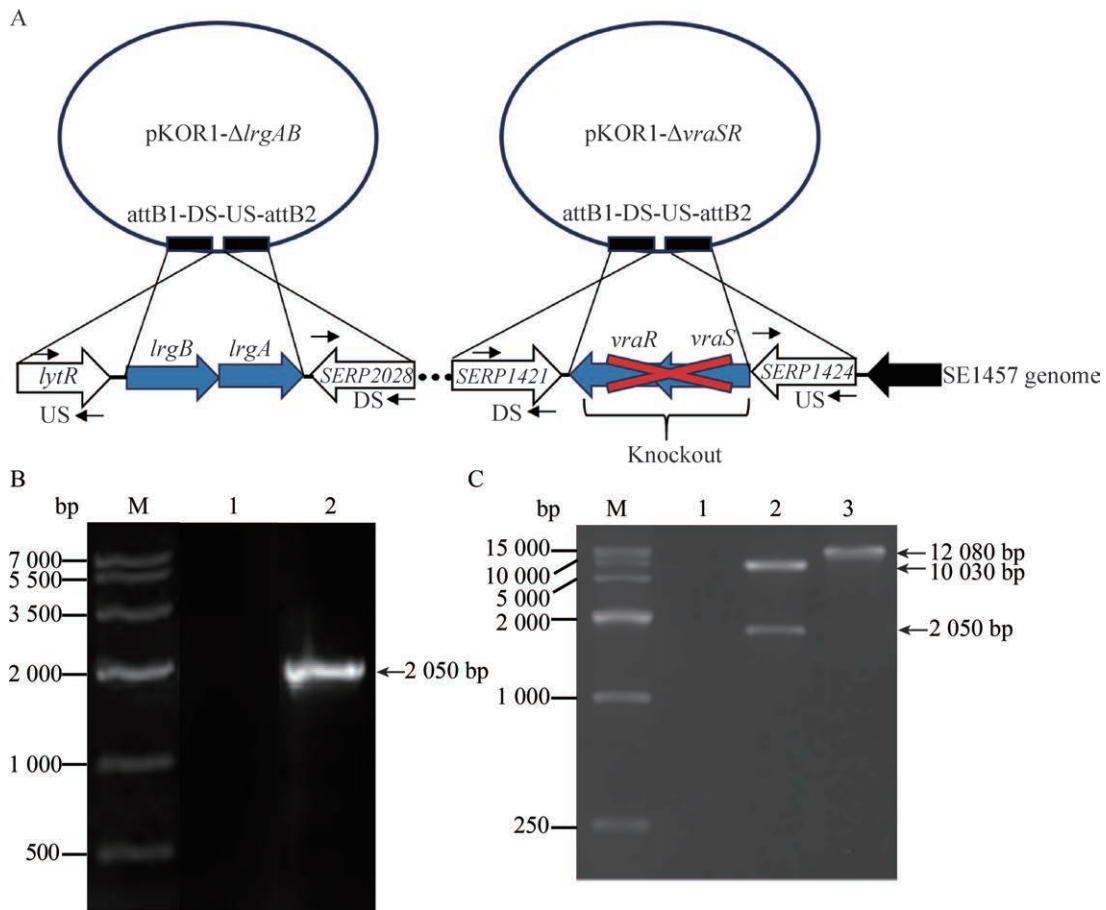 A
pKOR1-ΔlrgAB
pKOR1-ΔvraSR
attB1-DS-US-attB2
attB1-DS-US-attB2
lytR
lrgB
lrgA
SERP2028
SERP1421
vraR
vraS
SERP1424
SE1457 genome
US
DS
DS
US
Knockout
B
bp
M
1
2
7 000
5 500
3 500
2 000
1 000
500
2 050 bp
C
bp
M
1
2
3
15 000
10 000
5 000
2 000
1 000
250
12 080 bp
10 030 bp
2 050 bp